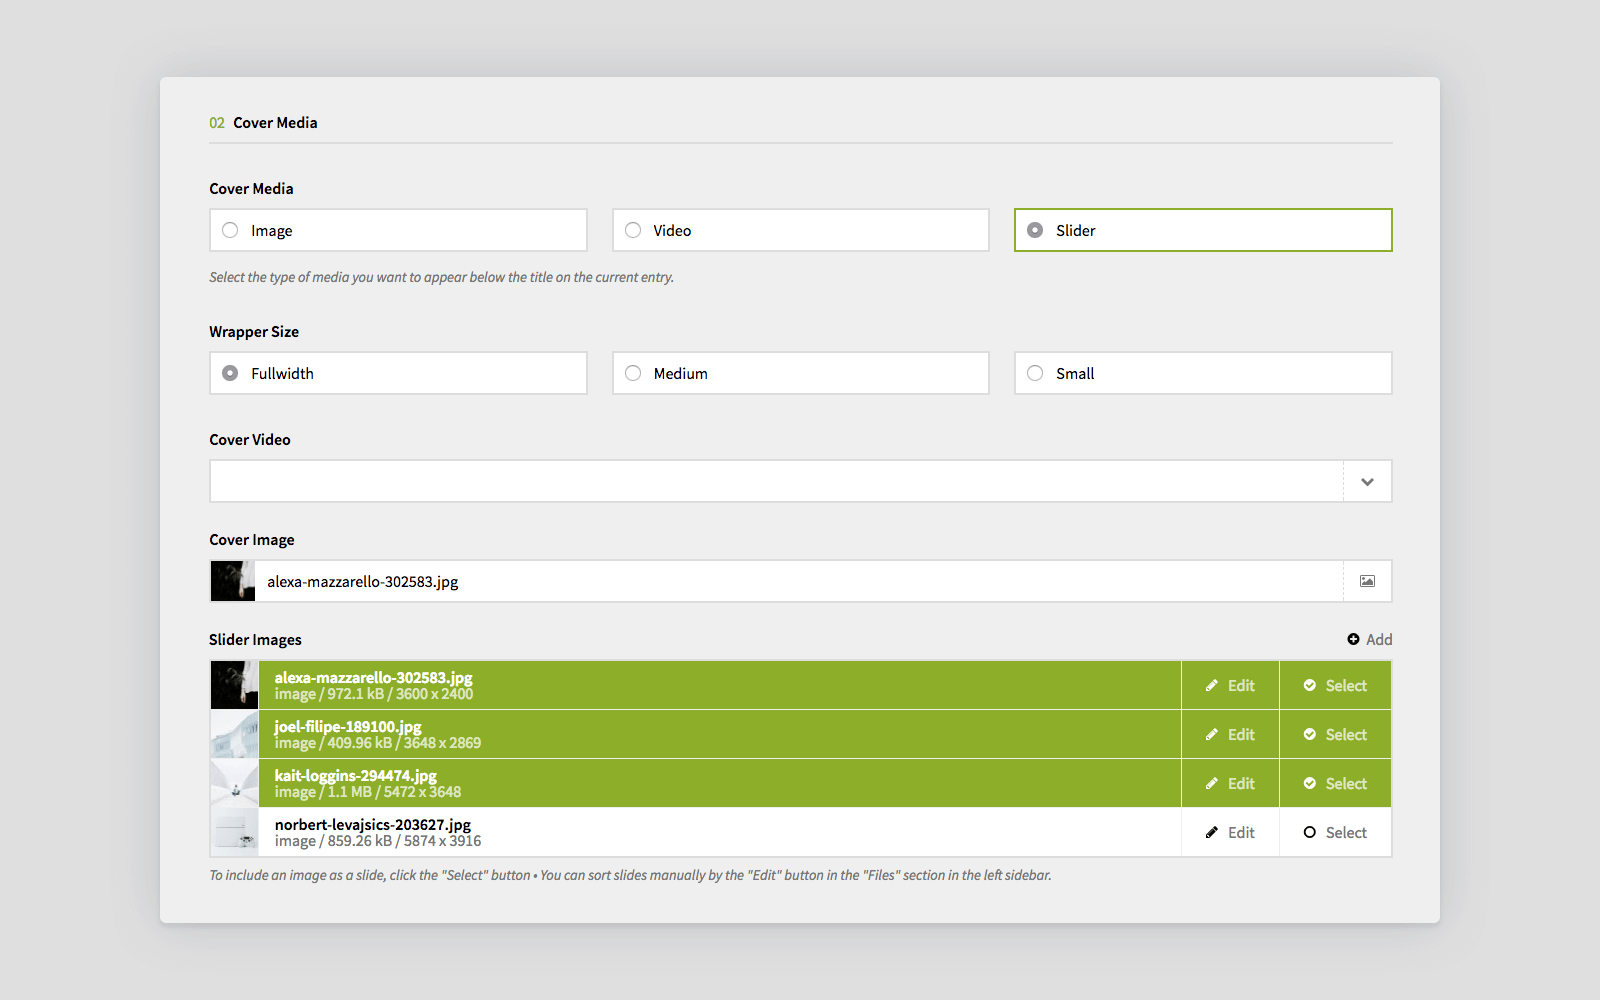 02 Cover Media
Cover Media
Image
Video
Slider
Select the type of media you want to appear below the title on the current entry.
Wrapper Size
Fullwidth
Medium
Small
Cover Video
Cover Image
alexa-mazzarello-302583.jpg
Slider Images
Add
alexa-mazzarello-302583.jpg
image / 972.1 kB / 3600 x 2400
Edit
Select
joel-filipe-189100.jpg
image / 409.96 kB / 3648 x 2869
Edit
Select
kait-loggins-294474.jpg
image / 1.1 MB / 5472 x 3648
Edit
Select
norbert-levajsics-203627.jpg
image / 859.26 kB / 5874 x 3916
Edit
Select
To include an image as a slide, click the "Select" button • You can sort slides manually by the "Edit" button in the "Files" section in the left sidebar.